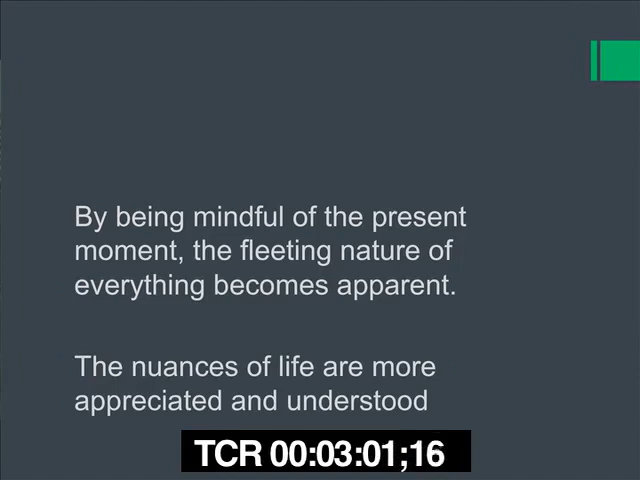 By being mindful of the present
moment, the fleeting nature of
everything becomes apparent.
The nuances of life are more
appreciated and understood
TCR 00:03:01;16